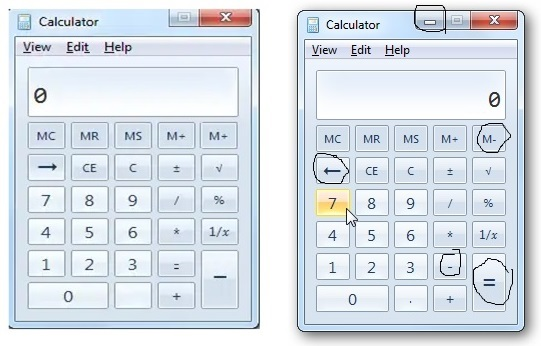 Calculator
View Edit Help
0
MC MR MS M+ M+
→ CE C ± √
7 8 9 / %
4 5 6 * 1/x
1 2 3 = −
0 +
Calculator
View Edit Help
0
MC MR MS M+ M-
← CE C ± √
7 8 9 / %
4 5 6 * 1/x
1 2 3 - =
0 . +